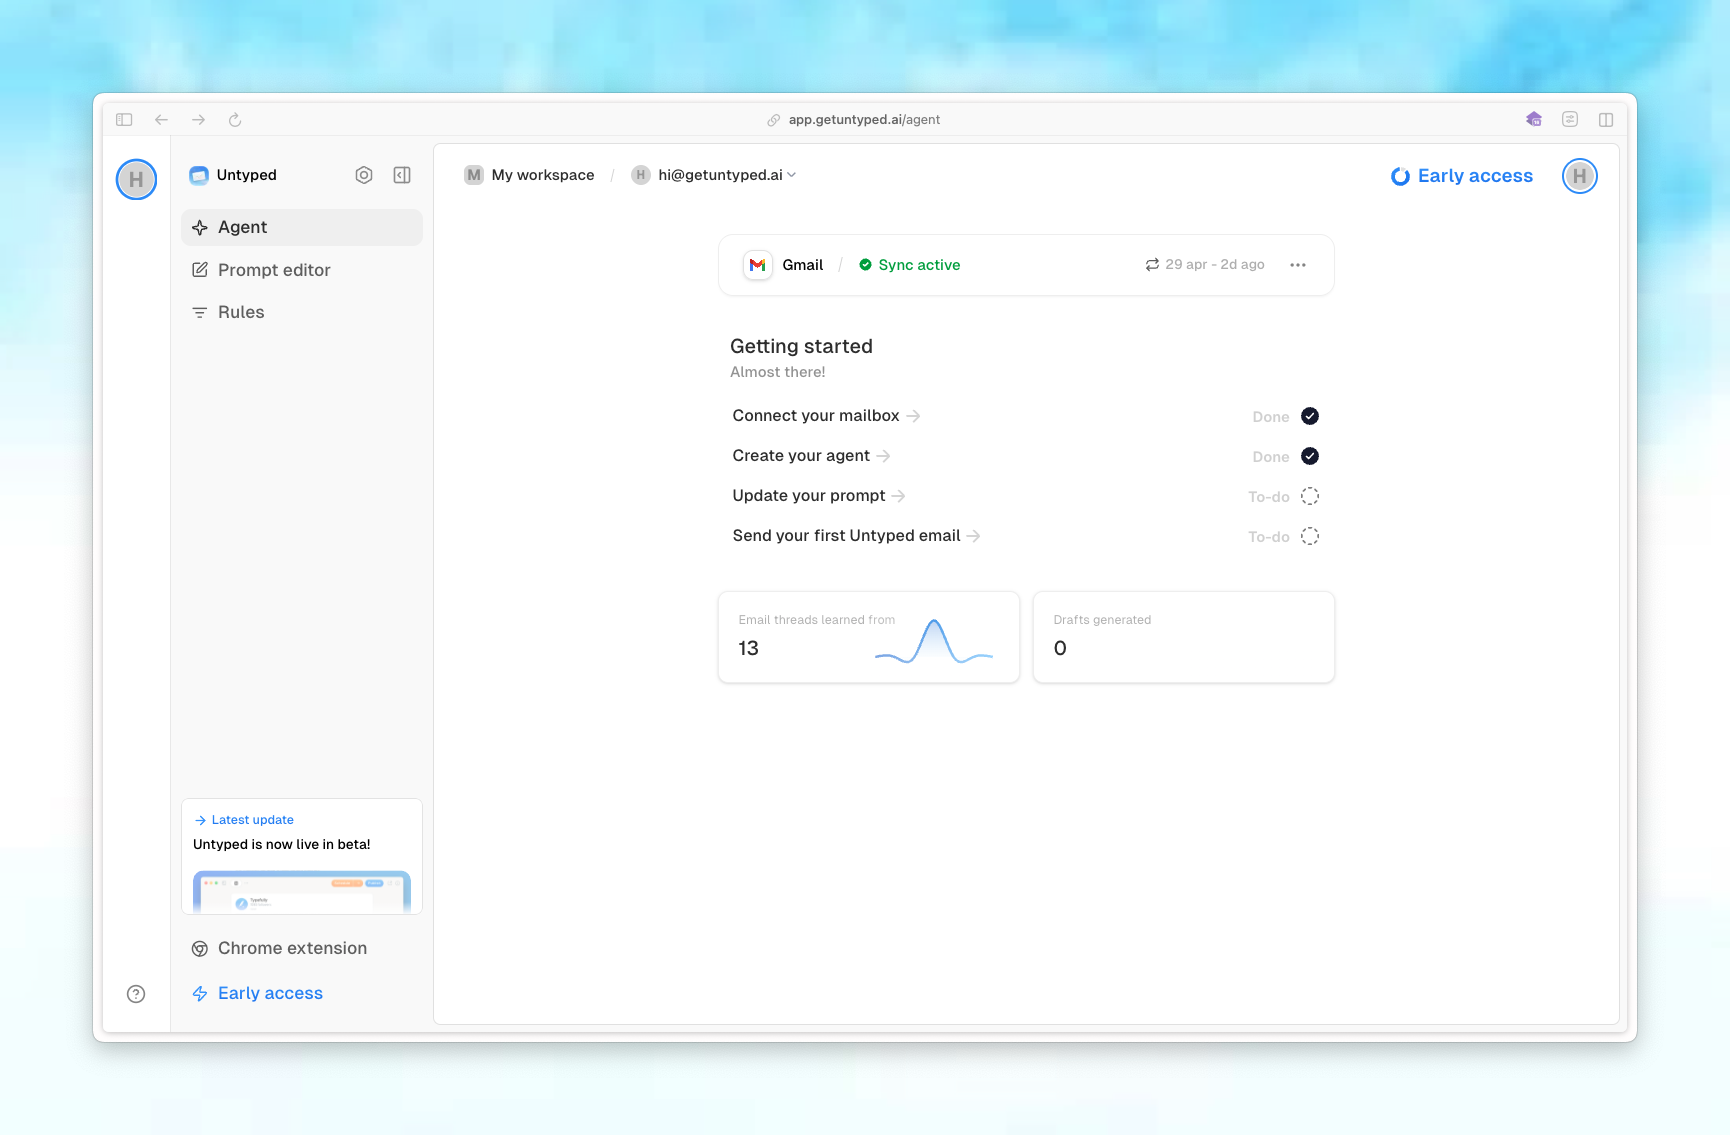 app.getuntyped.ai/agent
H
Untyped
Agent
Prompt editor
Rules
Latest update
Untyped is now live in beta!
Chrome extension
Early access
M My workspace / H hi@getuntyped.ai
Early access
H
Gmail / Sync active
29 apr - 2d ago
Getting started
Almost there!
Connect your mailbox
Done
Create your agent
Done
Update your prompt
To-do
Send your first Untyped email
To-do
Email threads learned from
13
Drafts generated
0